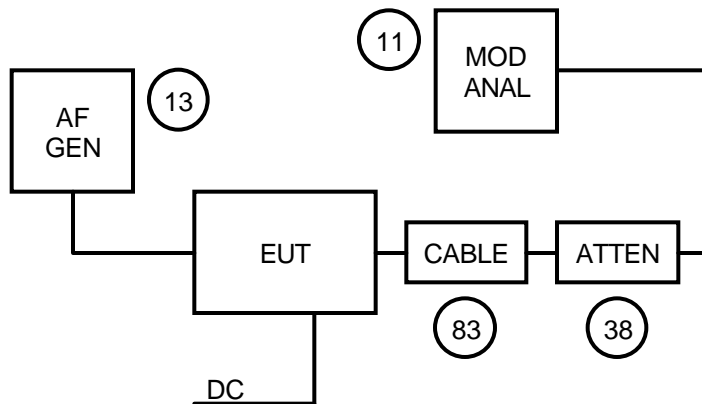 11
MOD
ANAL
13
AF
GEN
EUT
CABLE
ATTEN
83
38
DC